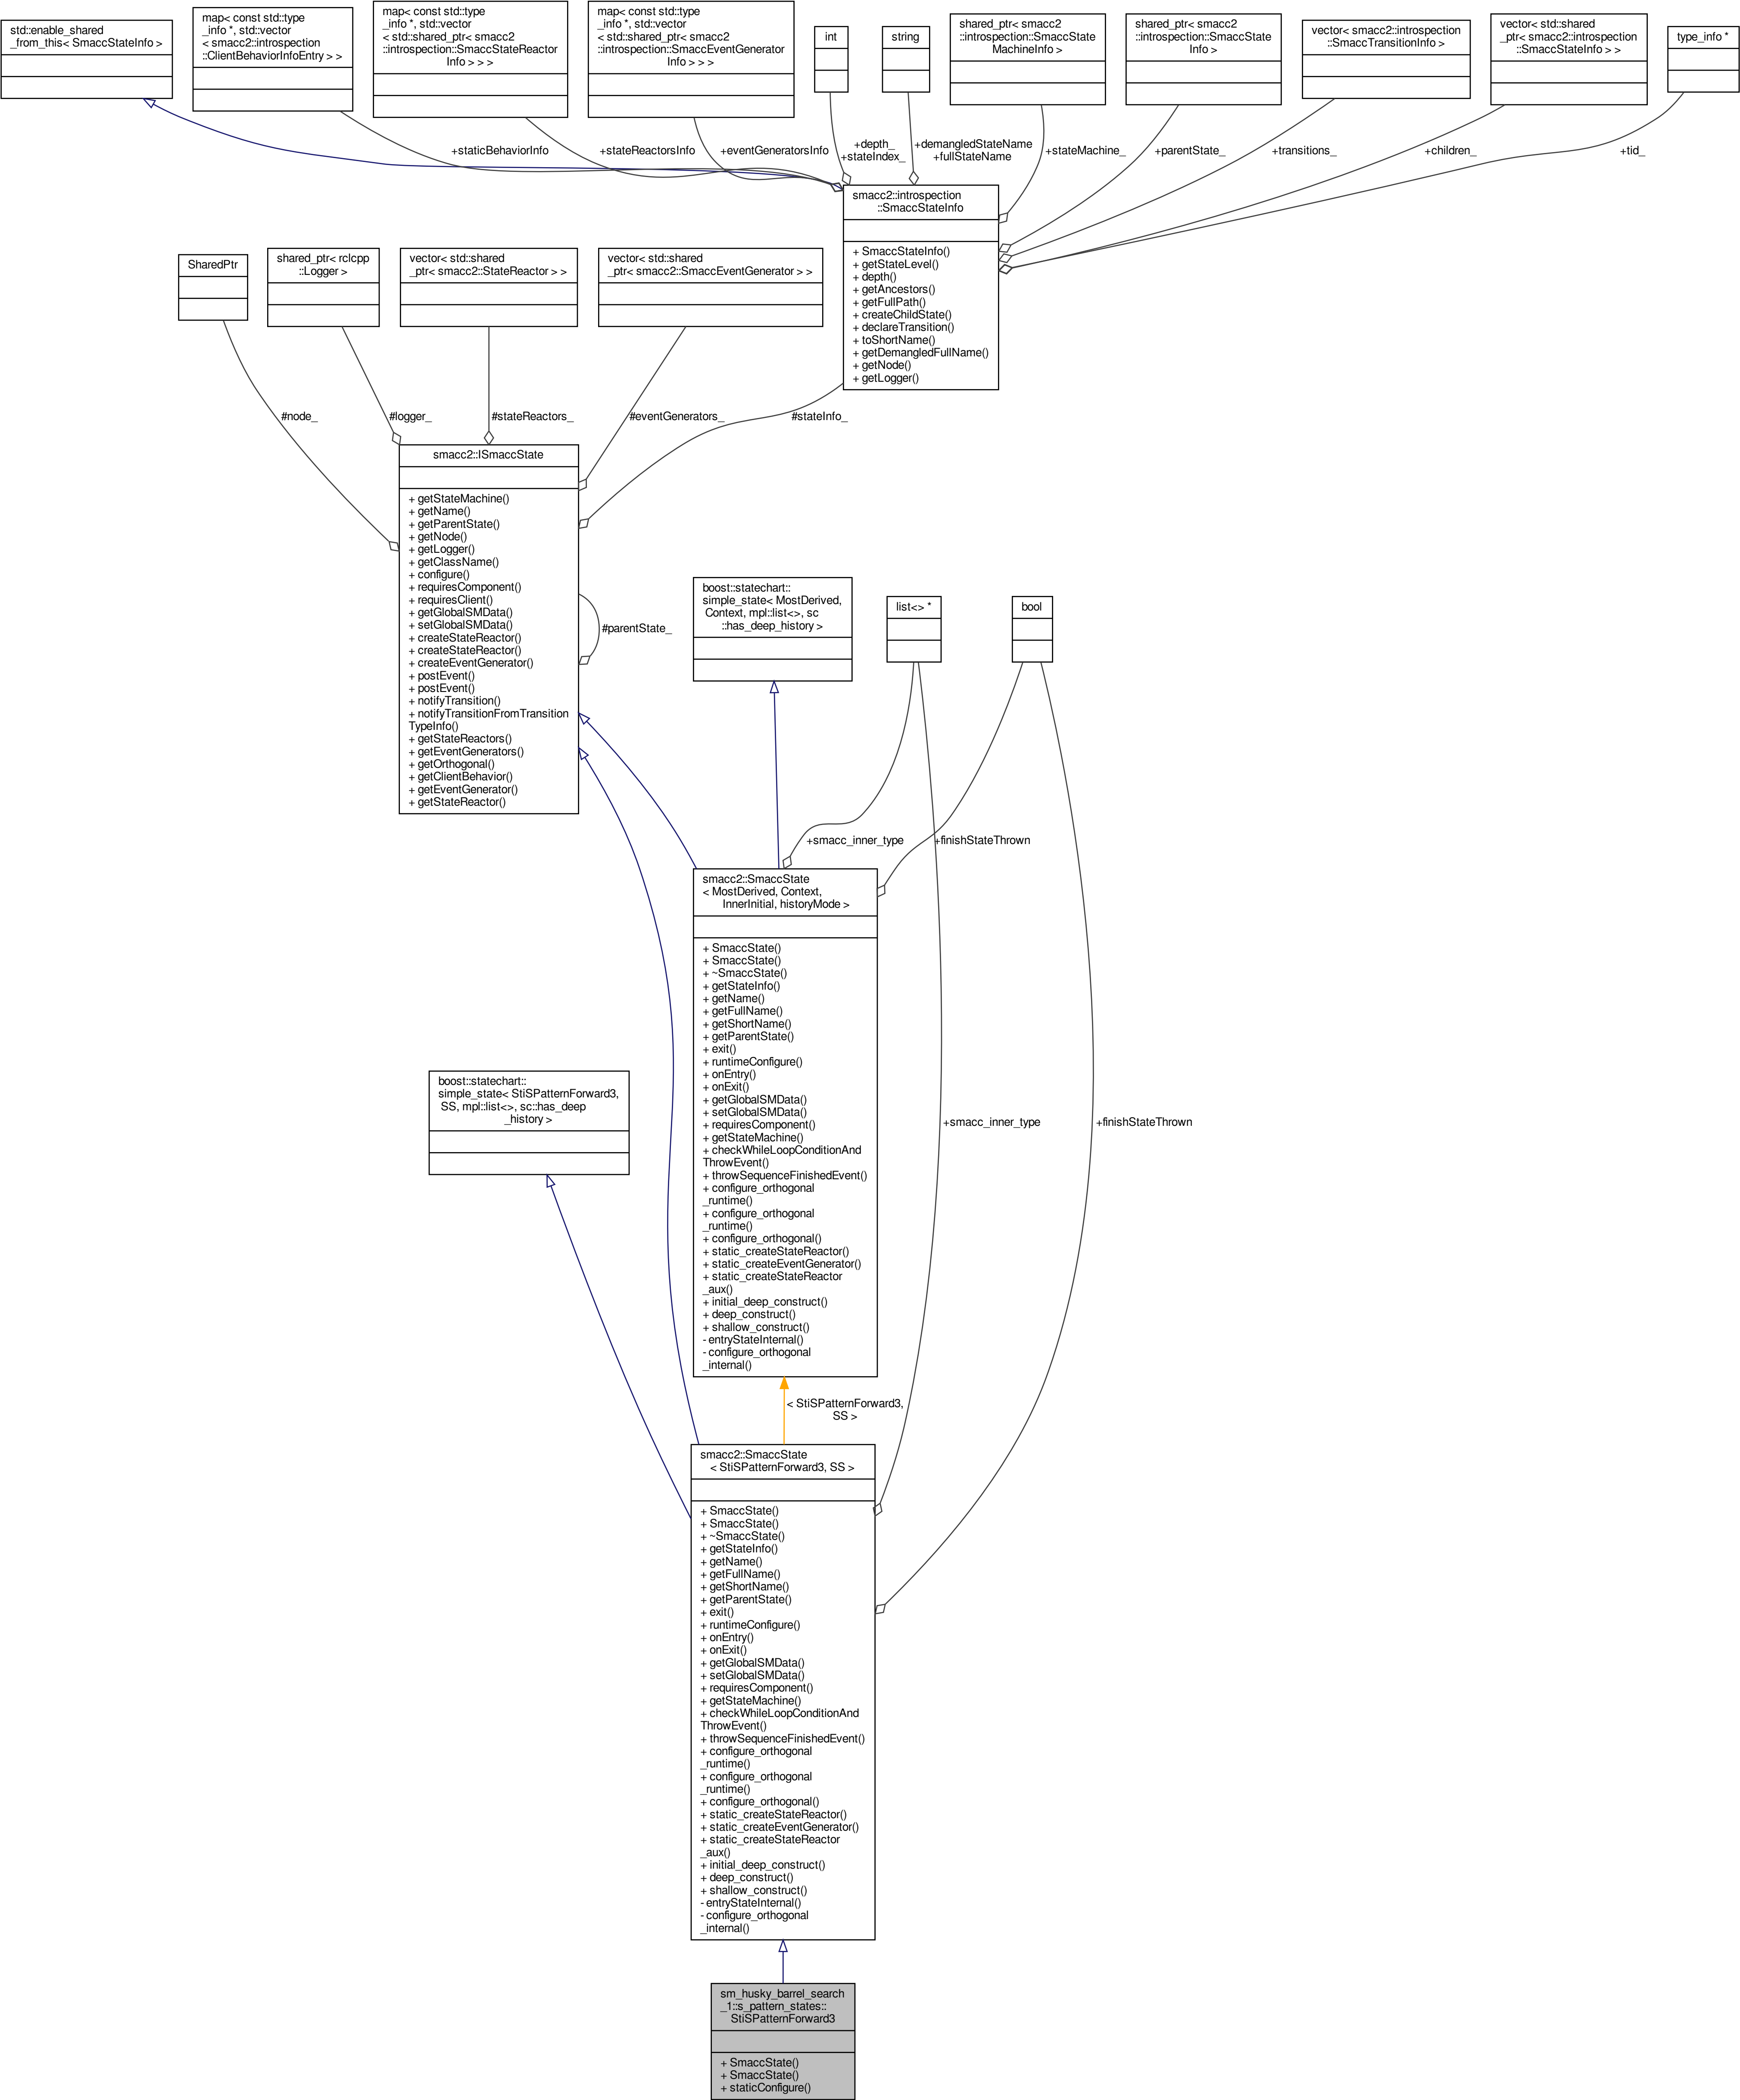 std::enable_shared
_from_this< SmaccStateInfo >
map< const std::type
_info *, std::vector
< smacc2::introspection
::ClientBehaviorInfoEntry > >
map< const std::type
_info *, std::vector
< std::shared_ptr< smacc2
::introspection::SmaccStateReactor
Info > > >
map< const std::type
_info *, std::vector
< std::shared_ptr< smacc2
::introspection::SmaccEventGenerator
Info > > >
int
string
shared_ptr< smacc2
::introspection::SmaccState
MachineInfo >
shared_ptr< smacc2
::introspection::SmaccState
Info >
vector< smacc2::introspection
::SmaccTransitionInfo >
vector< std::shared
_ptr< smacc2::introspection
::SmaccStateInfo > >
type_info *
+staticBehaviorInfo
+stateReactorsInfo
+eventGeneratorsInfo
+depth_
+stateIndex_
+demangledStateName
+fullStateName
+stateMachine_
+parentState_
+transitions_
+children_
+tid_
smacc2::introspection
::SmaccStateInfo
+ SmaccStateInfo()
+ getStateLevel()
+ depth()
+ getAncestors()
+ getFullPath()
+ createChildState()
+ declareTransition()
+ toShortName()
+ getDemangledFullName()
+ getNode()
+ getLogger()
SharedPtr
shared_ptr< rclcpp
::Logger >
vector< std::shared
_ptr< smacc2::StateReactor > >
vector< std::shared
_ptr< smacc2::SmaccEventGenerator > >
#node_
#logger_
#stateReactors_
#eventGenerators_
#stateInfo_
smacc2::ISmaccState
+ getStateMachine()
+ getName()
+ getParentState()
+ getNode()
+ getLogger()
+ getClassName()
+ configure()
+ requiresComponent()
+ requiresClient()
+ getGlobalSMData()
+ setGlobalSMData()
+ createStateReactor()
+ createStateReactor()
+ createEventGenerator()
+ postEvent()
+ postEvent()
+ notifyTransition()
+ notifyTransitionFromTransition
TypeInfo()
+ getStateReactors()
+ getEventGenerators()
+ getOrthogonal()
+ getClientBehavior()
+ getEventGenerator()
+ getStateReactor()
#parentState_
boost::statechart::
simple_state< MostDerived,
Context, mpl::list<>, sc
::has_deep_history >
list<> *
bool
+smacc_inner_type
+finishStateThrown
smacc2::SmaccState
< MostDerived, Context,
InnerInitial, historyMode >
+ SmaccState()
+ SmaccState()
+ ~SmaccState()
+ getStateInfo()
+ getName()
+ getFullName()
+ getShortName()
+ getParentState()
+ exit()
+ runtimeConfigure()
+ onEntry()
+ onExit()
+ getGlobalSMData()
+ setGlobalSMData()
+ requiresComponent()
+ getStateMachine()
+ checkWhileLoopConditionAnd
ThrowEvent()
+ throwSequenceFinishedEvent()
+ configure_orthogonal
_runtime()
+ configure_orthogonal
_runtime()
+ configure_orthogonal()
+ static_createStateReactor()
+ static_createEventGenerator()
+ static_createStateReactor
_aux()
+ initial_deep_construct()
+ deep_construct()
+ shallow_construct()
- entryStateInternal()
- configure_orthogonal
_internal()
boost::statechart::
simple_state< StiSPatternForward3,
SS, mpl::list<>, sc::has_deep
_history >
+smacc_inner_type
+finishStateThrown
< StiSPatternForward3,
SS >
smacc2::SmaccState
< StiSPatternForward3, SS >
+ SmaccState()
+ SmaccState()
+ ~SmaccState()
+ getStateInfo()
+ getName()
+ getFullName()
+ getShortName()
+ getParentState()
+ exit()
+ runtimeConfigure()
+ onEntry()
+ onExit()
+ getGlobalSMData()
+ setGlobalSMData()
+ requiresComponent()
+ getStateMachine()
+ checkWhileLoopConditionAnd
ThrowEvent()
+ throwSequenceFinishedEvent()
+ configure_orthogonal
_runtime()
+ configure_orthogonal
_runtime()
+ configure_orthogonal()
+ static_createStateReactor()
+ static_createEventGenerator()
+ static_createStateReactor
_aux()
+ initial_deep_construct()
+ deep_construct()
+ shallow_construct()
- entryStateInternal()
- configure_orthogonal
_internal()
sm_husky_barrel_search
_1::s_pattern_states::
StiSPatternForward3
+ SmaccState()
+ SmaccState()
+ staticConfigure()